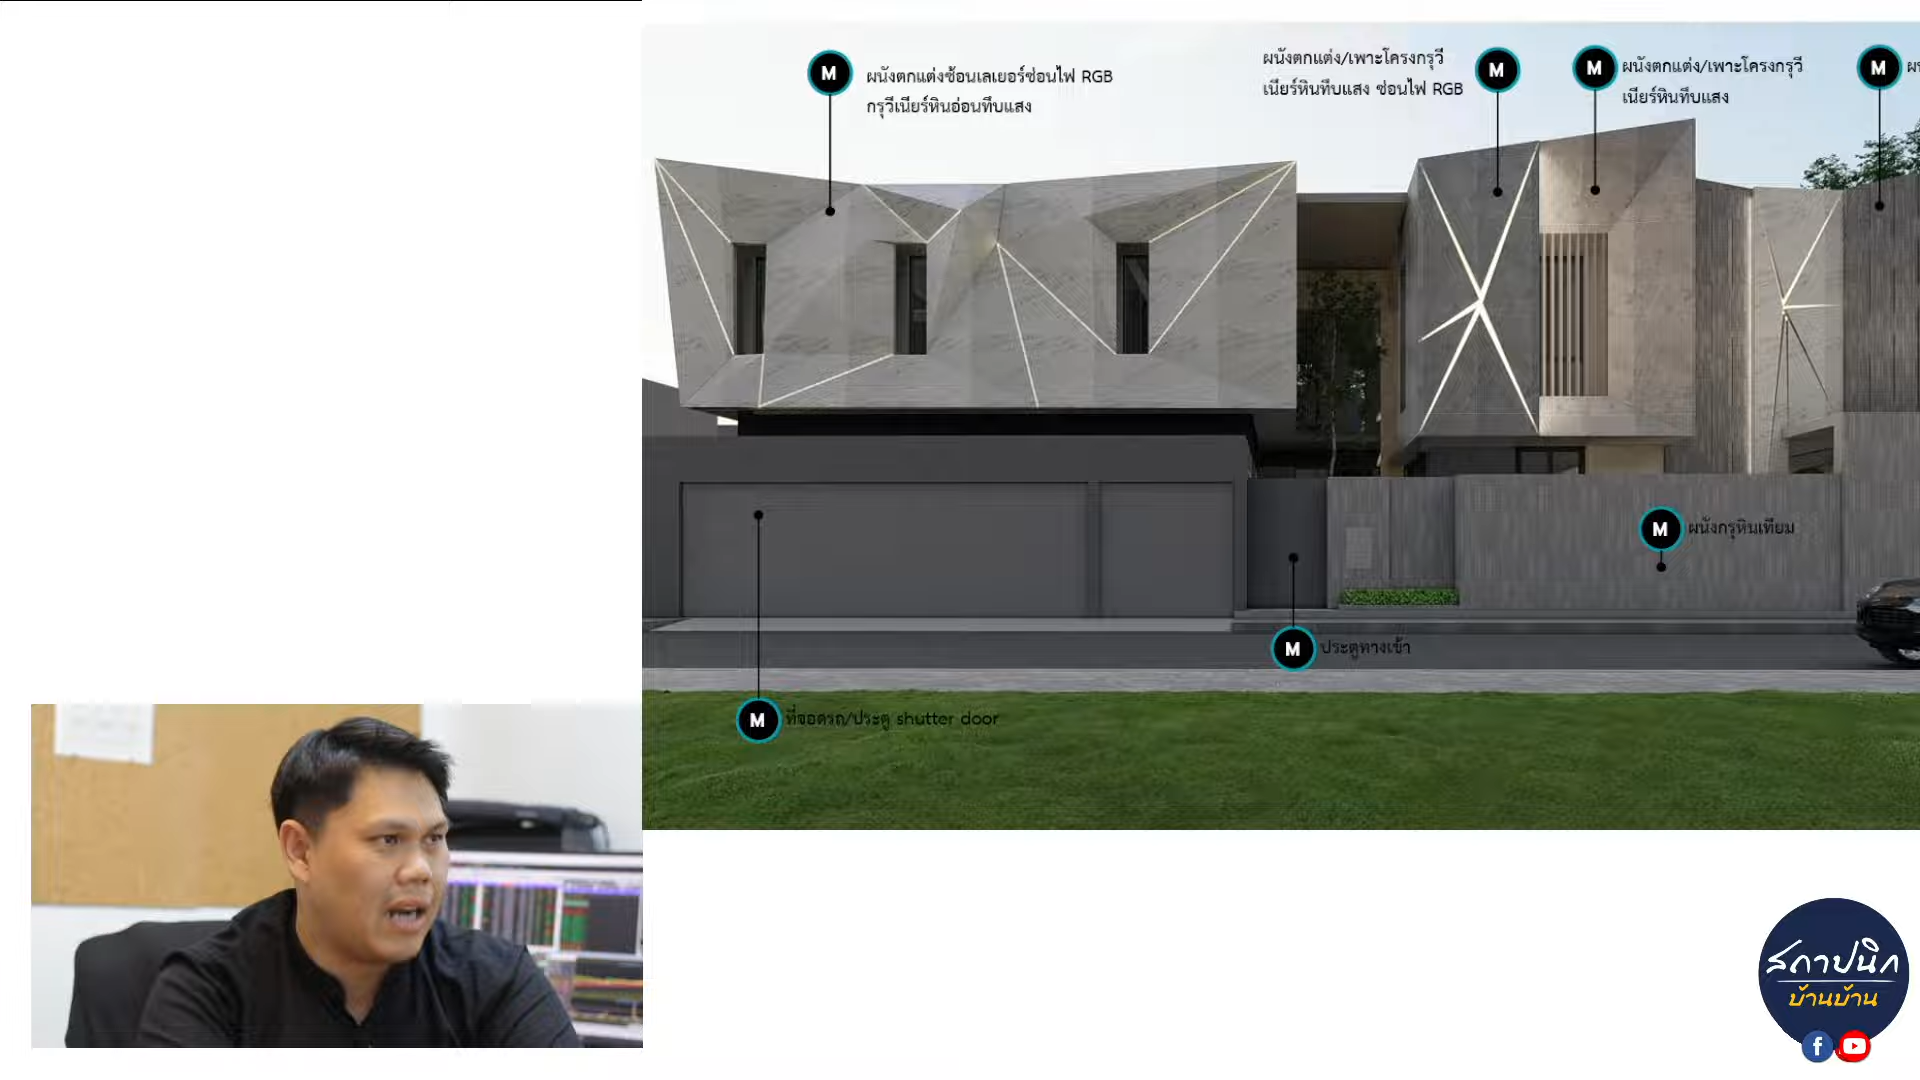 M
ผนังตกแต่งซ้อนเลเยอร์ซ่อนไฟ RGB
กรุวีเนียร์หินอ่อนทึบแสง
ผนังตกแต่ง/เพาะโครงกรุวี
เนียร์หินทึบแสง ซ่อนไฟ RGB
M
M
ผนังตกแต่ง/เพาะโครงกรุวี
เนียร์หินทึบแสง
M
M
ผนังกรุหินเทียม
M
ประตูทางเข้า
M
ที่จอดรถ/ประตู shutter door
สถาปนิก
บ้านบ้าน